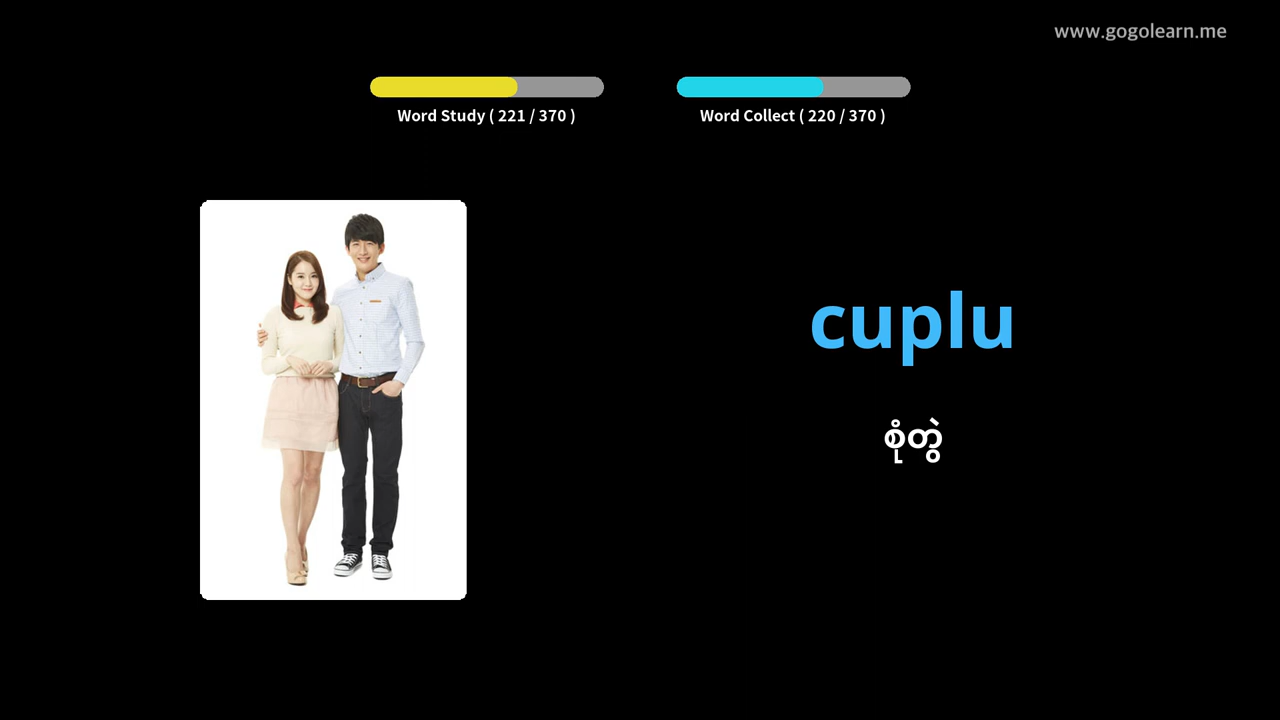 www.gogolearn.me
Word Study ( 221 / 370 )
Word Collect ( 220 / 370 )
cuplu
စုံတွဲ